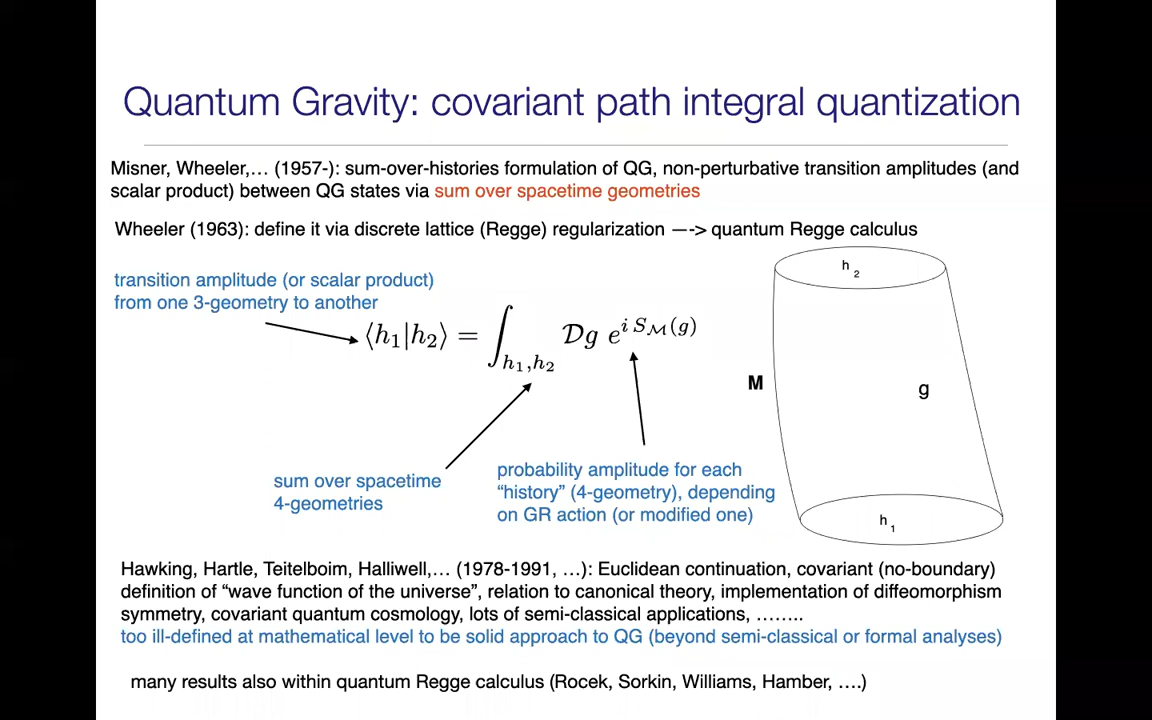 Quantum Gravity: covariant path integral quantization
Misner, Wheeler,… (1957-): sum-over-histories formulation of QG, non-perturbative transition amplitudes (and
scalar product) between QG states via sum over spacetime geometries
Wheeler (1963): define it via discrete lattice (Regge) regularization —-> quantum Regge calculus
transition amplitude (or scalar product)
from one 3-geometry to another
⟨h₁|h₂⟩ = ∫_{h₁,h₂} 𝒟g e^{i S_ℳ(g)}
h₂
M
g
h₁
sum over spacetime
4-geometries
probability amplitude for each
“history” (4-geometry), depending
on GR action (or modified one)
Hawking, Hartle, Teitelboim, Halliwell,… (1978-1991, …): Euclidean continuation, covariant (no-boundary)
definition of “wave function of the universe”, relation to canonical theory, implementation of diffeomorphism
symmetry, covariant quantum cosmology, lots of semi-classical applications, ……..
too ill-defined at mathematical level to be solid approach to QG (beyond semi-classical or formal analyses)
many results also within quantum Regge calculus (Rocek, Sorkin, Williams, Hamber, ….)